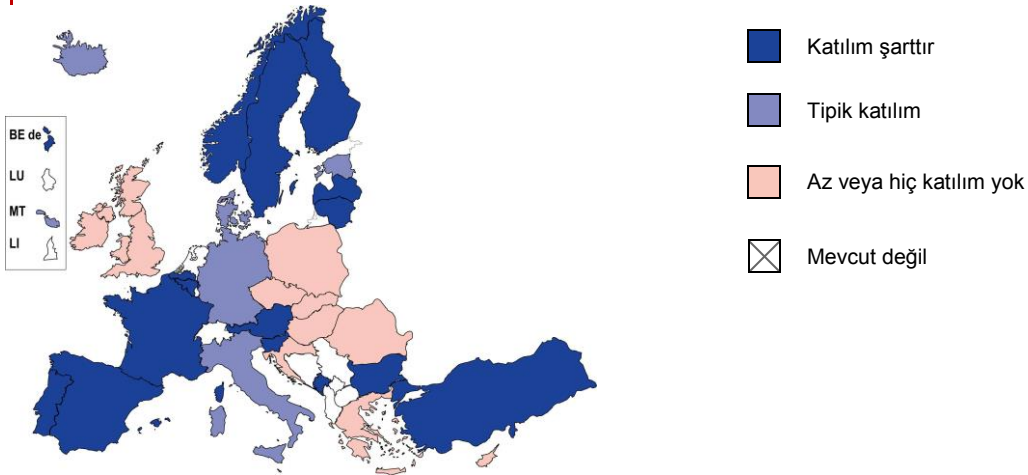 BE de
LU
MT
LI
Katılım şarttır
Tipik katılım
Az veya hiç katılım yok
Mevcut değil